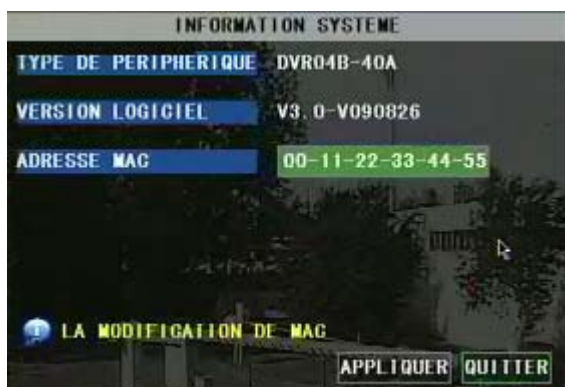 INFORMATION SYSTEME
TYPE DE PERIPHERIQUE DVR04B-40A
VERSION LOGICIEL V3.0-V090826
ADRESSE MAC 00-11-22-33-44-55
LA MODIFICATION DE MAC
APPLIQUER QUITTER